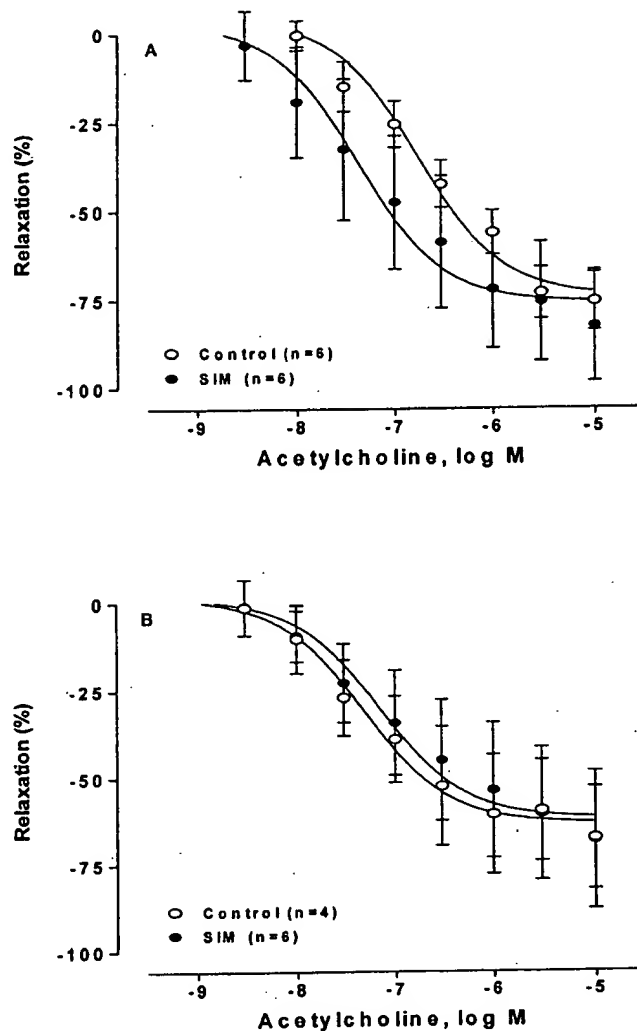 A
0
-25
-50
-75
-100
Relaxation (%)
Control (n=6)
SIM (n=6)
-9 -8 -7 -6 -5
Acetylcholine, log M
B
0
-25
-50
-75
-100
Relaxation (%)
Control (n=4)
SIM (n=6)
-9 -8 -7 -6 -5
Acetylcholine, log M